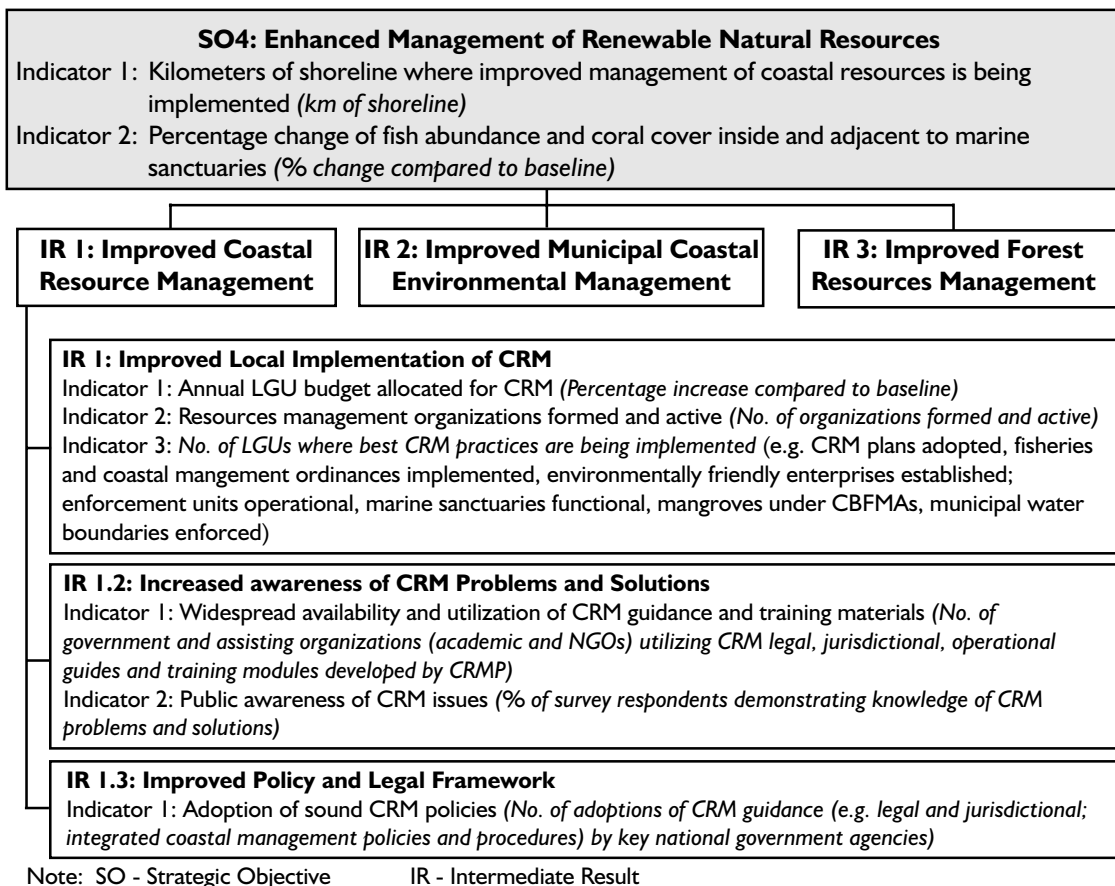 SO4: Enhanced Management of Renewable Natural Resources
Indicator 1: Kilometers of shoreline where improved management of coastal resources is being
implemented (km of shoreline)
Indicator 2: Percentage change of fish abundance and coral cover inside and adjacent to marine
sanctuaries (% change compared to baseline)
IR 1: Improved Coastal
Resource Management
IR 2: Improved Municipal Coastal
Environmental Management
IR 3: Improved Forest
Resources Management
IR 1: Improved Local Implementation of CRM
Indicator 1: Annual LGU budget allocated for CRM (Percentage increase compared to baseline)
Indicator 2: Resources management organizations formed and active (No. of organizations formed and active)
Indicator 3: No. of LGUs where best CRM practices are being implemented (e.g. CRM plans adopted, fisheries
and coastal mangement ordinances implemented, environmentally friendly enterprises established;
enforcement units operational, marine sanctuaries functional, mangroves under CBFMAs, municipal water
boundaries enforced)
IR 1.2: Increased awareness of CRM Problems and Solutions
Indicator 1: Widespread availability and utilization of CRM guidance and training materials (No. of
government and assisting organizations (academic and NGOs) utilizing CRM legal, jurisdictional, operational
guides and training modules developed by CRMP)
Indicator 2: Public awareness of CRM issues (% of survey respondents demonstrating knowledge of CRM
problems and solutions)
IR 1.3: Improved Policy and Legal Framework
Indicator 1: Adoption of sound CRM policies (No. of adoptions of CRM guidance (e.g. legal and jurisdictional;
integrated coastal management policies and procedures) by key national government agencies)
Note: SO - Strategic Objective IR - Intermediate Result